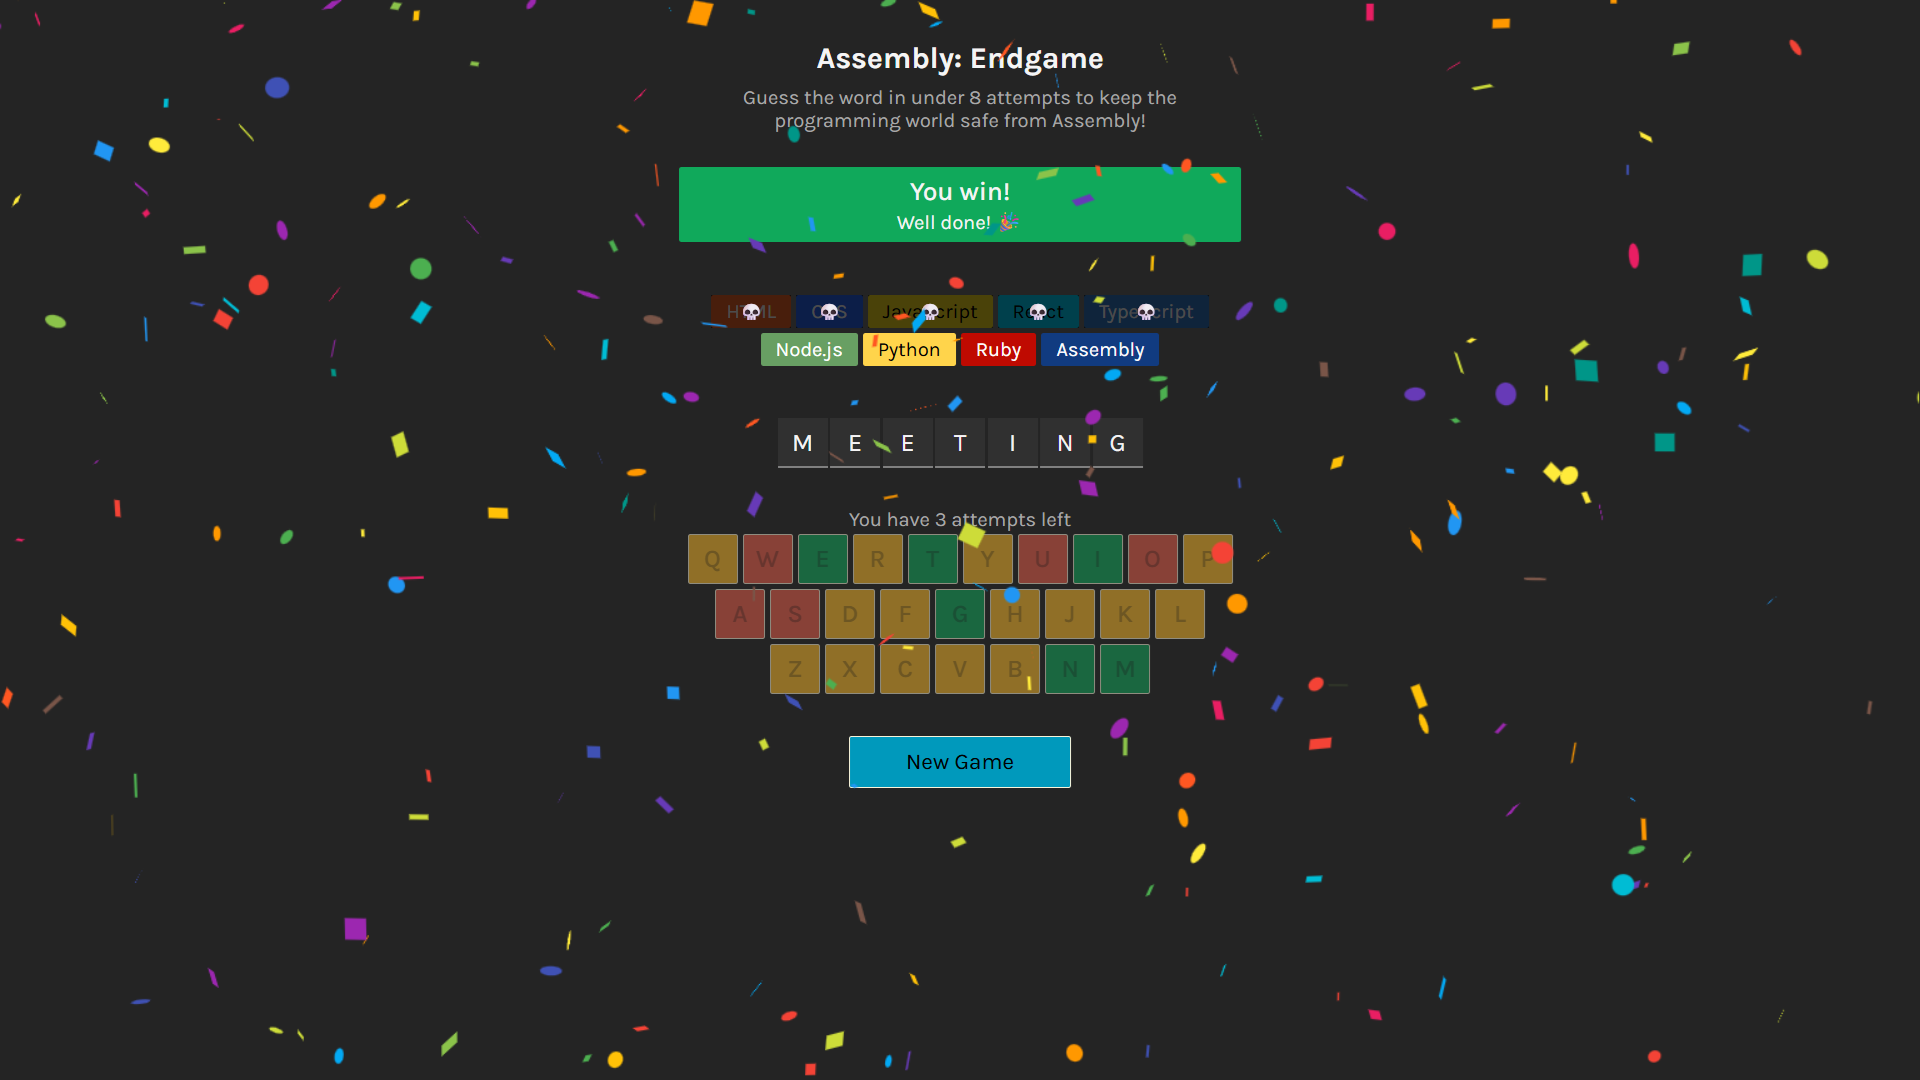 Assembly: Endgame
Guess the word in under 8 attempts to keep the
programming world safe from Assembly!
You win!
Well done! 🎉
HTML CSS JavaScript React Typescript
Node.js Python Ruby Assembly
M E E T I N G
You have 3 attempts left
Q W E R T Y U I O P
A S D F G H J K L
Z X C V B N M
New Game